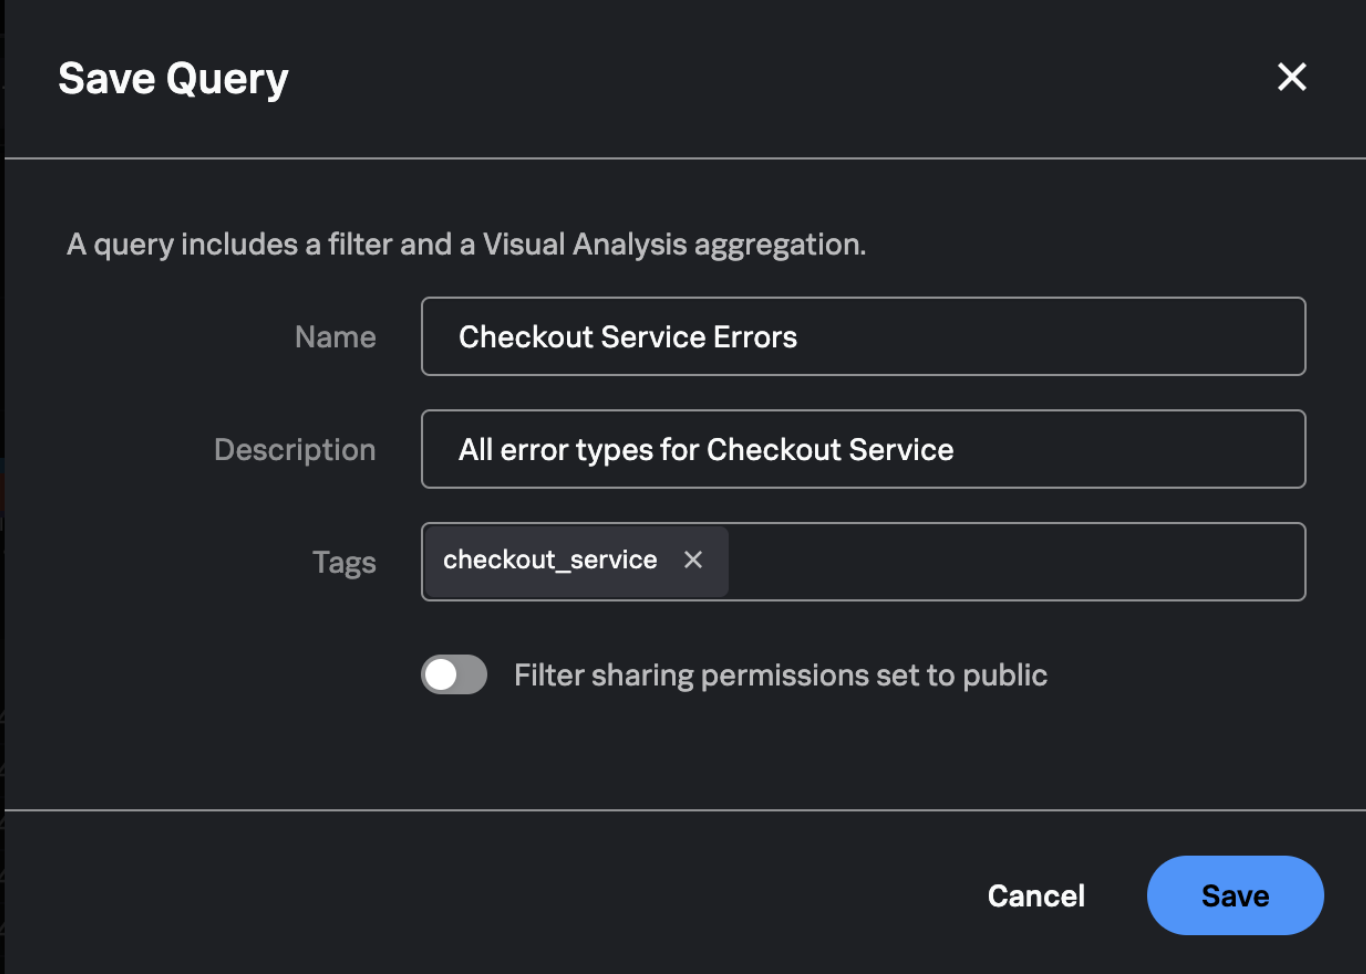 Save Query
A query includes a filter and a Visual Analysis aggregation.
Name
Checkout Service Errors
Description
All error types for Checkout Service
Tags
checkout_service
Filter sharing permissions set to public
Cancel
Save